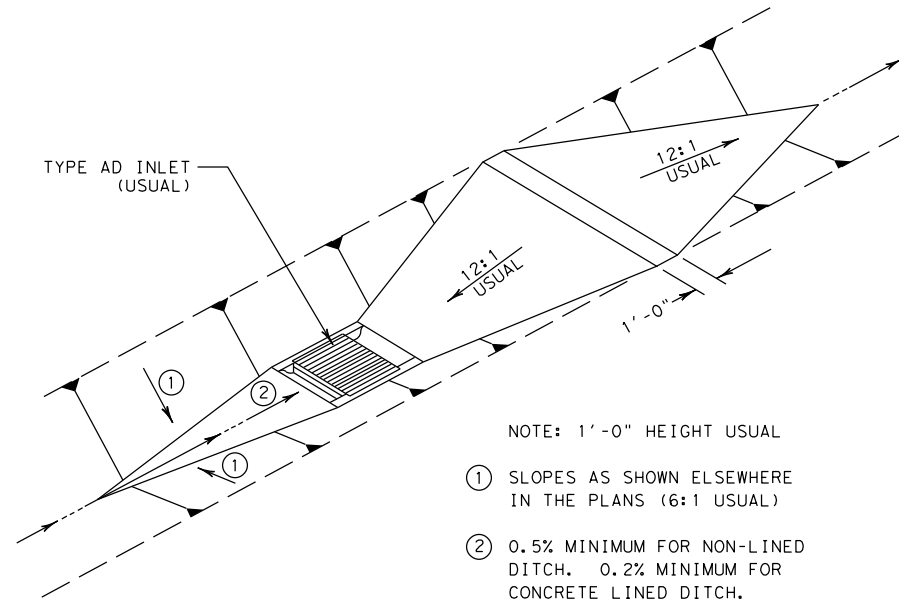 TYPE AD INLET
(USUAL)
12:1
USUAL
12:1
USUAL
1'-0"
1
2
1
NOTE: 1'-0" HEIGHT USUAL
1 SLOPES AS SHOWN ELSEWHERE
IN THE PLANS (6:1 USUAL)
2 0.5% MINIMUM FOR NON-LINED
DITCH. 0.2% MINIMUM FOR
CONCRETE LINED DITCH.